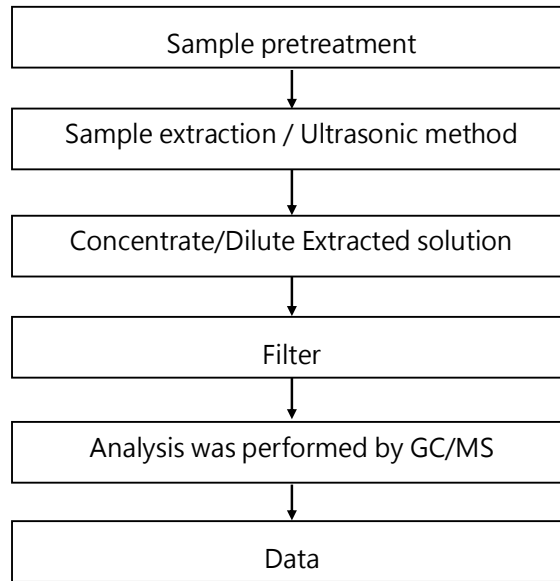 Sample pretreatment
Sample extraction / Ultrasonic method
Concentrate/Dilute Extracted solution
Filter
Analysis was performed by GC/MS
Data